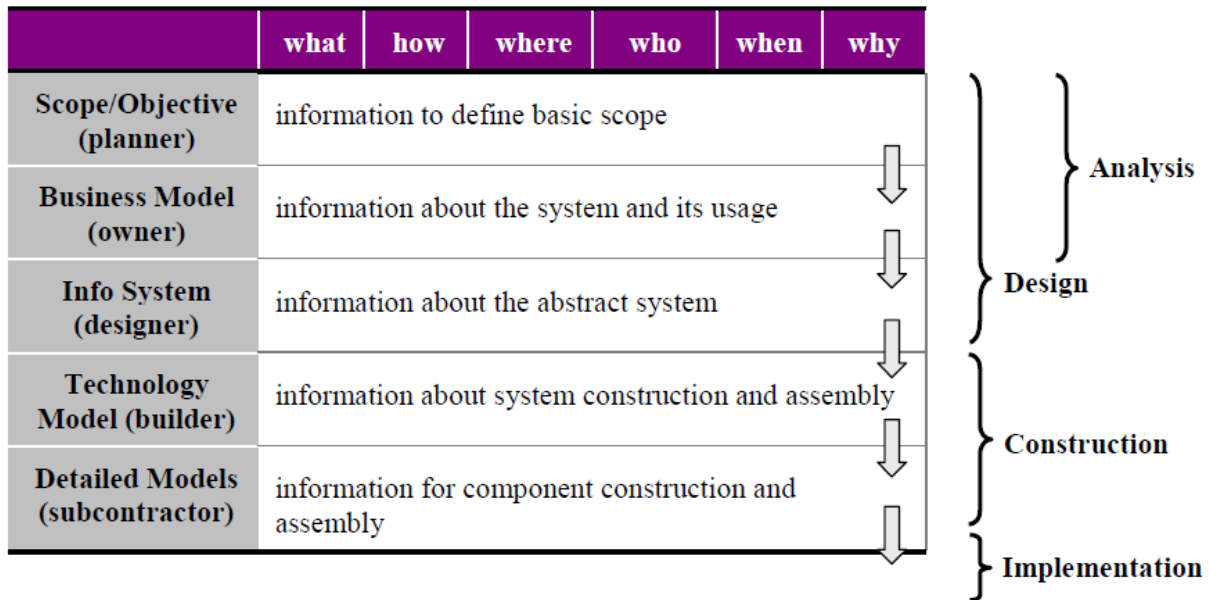 what how where who when why
Scope/Objective
(planner)
information to define basic scope
Business Model
(owner)
information about the system and its usage
Info System
(designer)
information about the abstract system
Technology
Model (builder)
information about system construction and assembly
Detailed Models
(subcontractor)
information for component construction and
assembly
Analysis
Design
Construction
Implementation